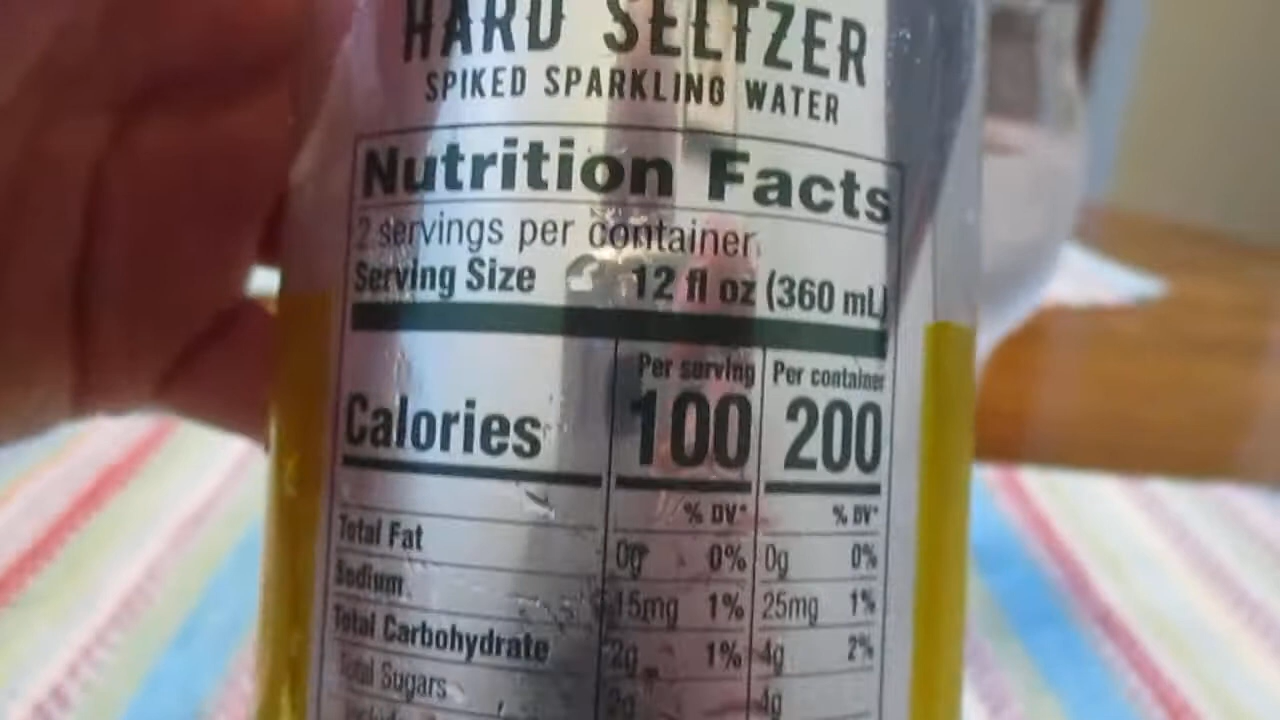 HARD SELTZER
SPIKED SPARKLING WATER
Nutrition Facts
2 servings per container
Serving Size 12 fl oz (360 mL)
Per serving Per container
Calories 100 200
% DV* % DV*
Total Fat 0g 0% 0g 0%
Sodium 15mg 1% 25mg 1%
Total Carbohydrate 2g 1% 4g 2%
Total Sugars 2g 4g